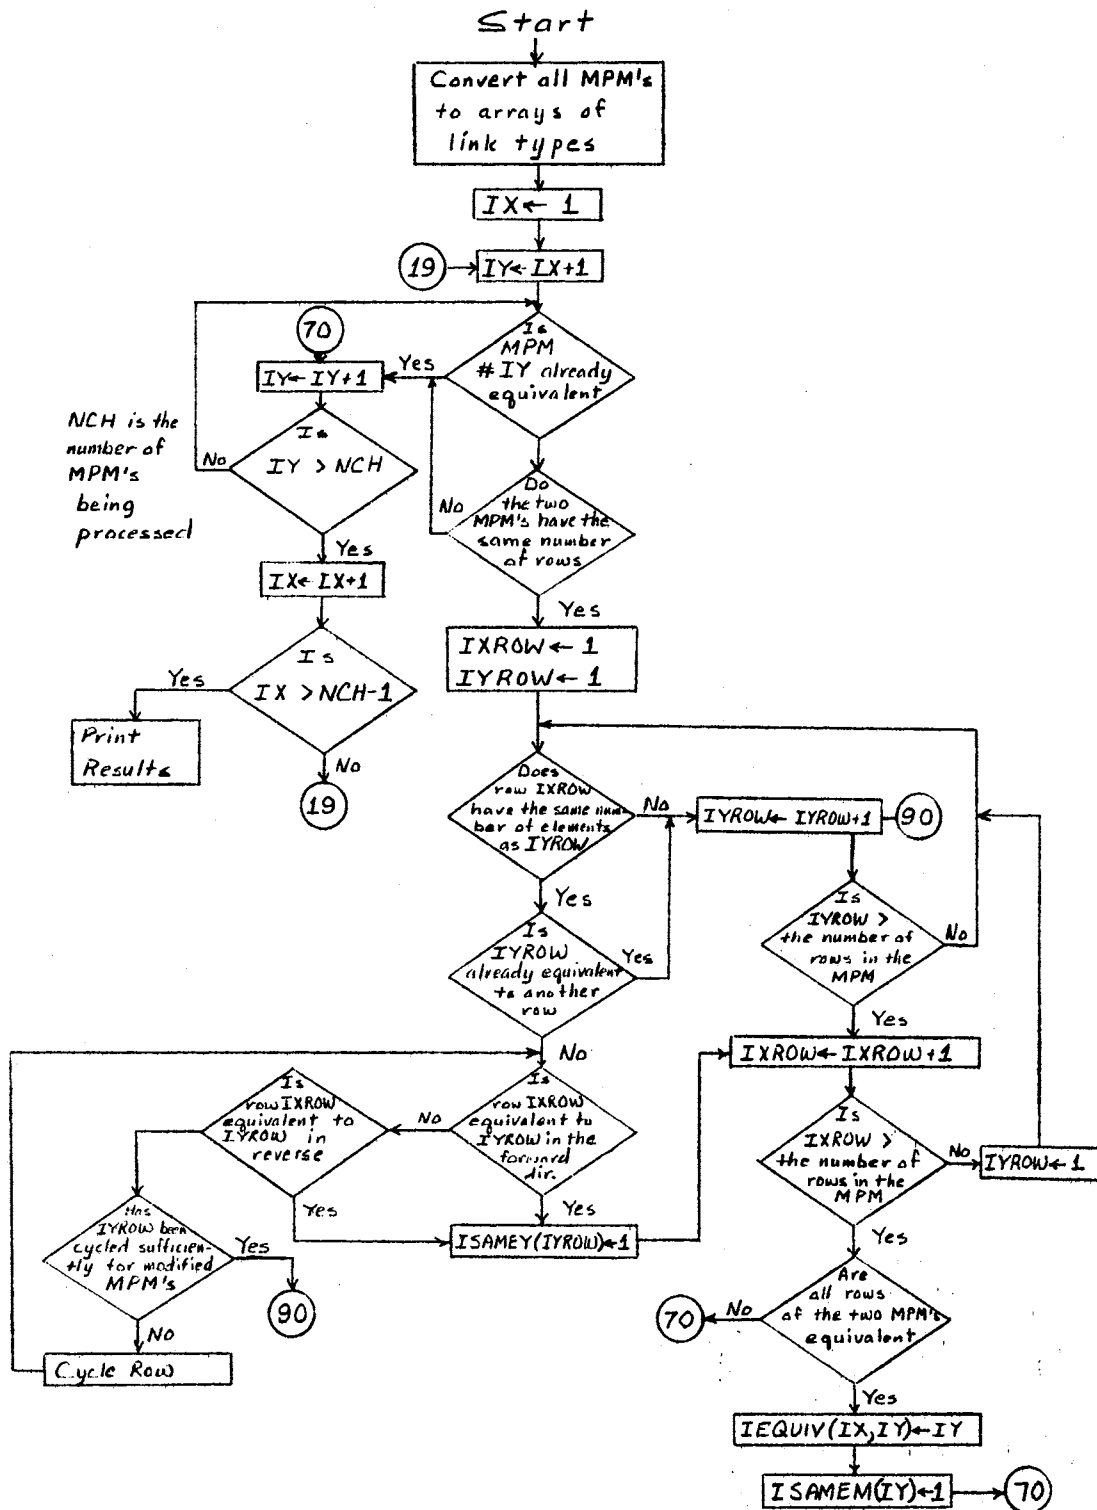 Start
Convert all MPM's
to arrays of
link types
IX ← 1
19
IY ← IX+1
70
Is
MPM
# IY already
equivalent
Yes
IY ← IY+1
NCH is the
number of
MPM's
being
processed
Is
IY > NCH
No
Do
the two
MPM's have the
same number
of rows
No
Yes
IX ← IX+1
Yes
IXROW ← 1
IYROW ← 1
Is
IX > NCH-1
Yes
Print
Results
No
19
Does
row IXROW
have the same num-
ber of elements
as IYROW
No
IYROW ← IYROW+1
90
Yes
Is
IYROW >
the number of
rows in the
MPM
No
Is
IYROW
already equivalent
to another
row
Yes
Yes
No
IXROW ← IXROW+1
Is
row IXROW
equivalent to
IYROW in
reverse
No
Is
row IXROW
equivalent to
IYROW in the
forward
dir.
Is
IXROW >
the number of
rows in the
MPM
No
IYROW ← 1
Yes
Yes
ISAMEY(IYROW)←1
Yes
Has
IYROW been
cycled sufficien-
tly for modified
MPM's
Yes
90
No
Cycle Row
Are
all rows
of the two MPM's
equivalent
No
70
Yes
IEQUIV(IX,IY)←IY
ISAMEM(IY)←1
70